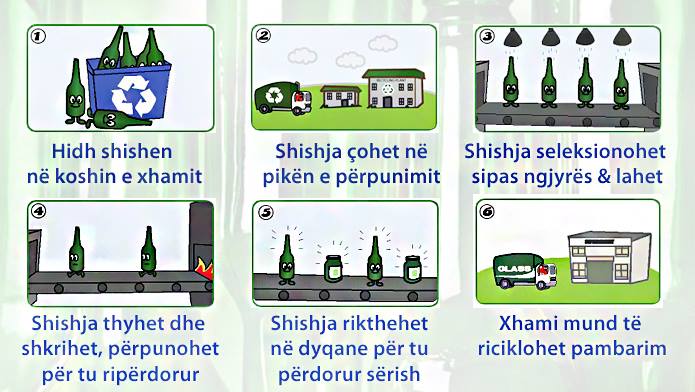 1
Hidh shishen
në koshin e xhamit
2
RECYCLING PLANT
Shishja çohet në
pikën e përpunimit
3
Shishja seleksionohet
sipas ngjyrës & lahet
4
Shishja thyhet dhe
shkrihet, përpunohet
për tu ripërdorur
5
Shishja rikthehet
në dyqane për tu
përdorur sërish
6
GLASS
Xhami mund të
riciklohet pambarim